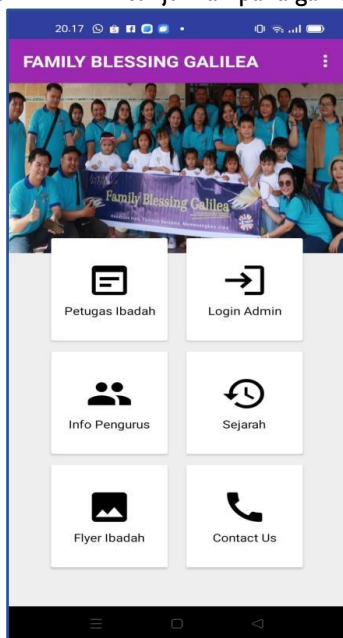 20.17
FAMILY BLESSING GALILEA
Family Blessing Galilea
Petugas Ibadah
Login Admin
Info Pengurus
Sejarah
Flyer Ibadah
Contact Us